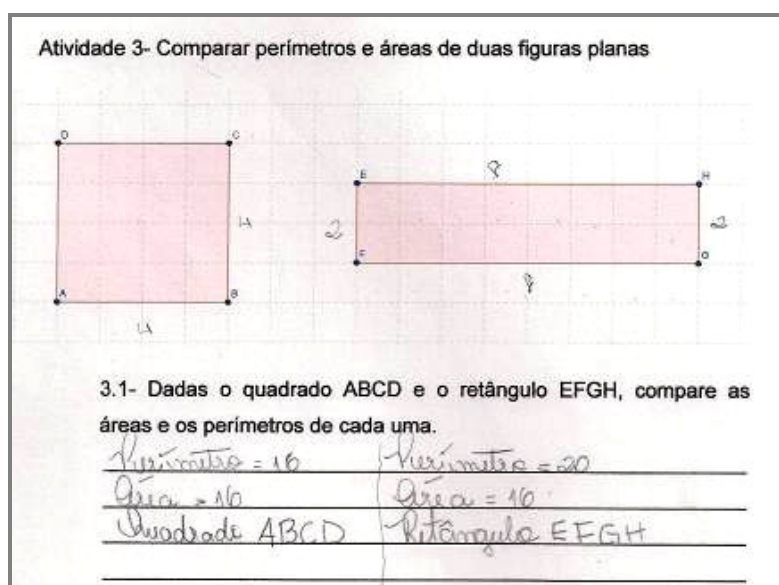 Atividade 3- Comparar perímetros e áreas de duas figuras planas
D C
E 8 H
4 2 2
F 8 G
A B
4
3.1- Dadas o quadrado ABCD e o retângulo EFGH, compare as
áreas e os perímetros de cada uma.
Perímetro = 16 Perímetro = 20
Área = 16 Área = 16
Quadrado ABCD Retângulo EFGH